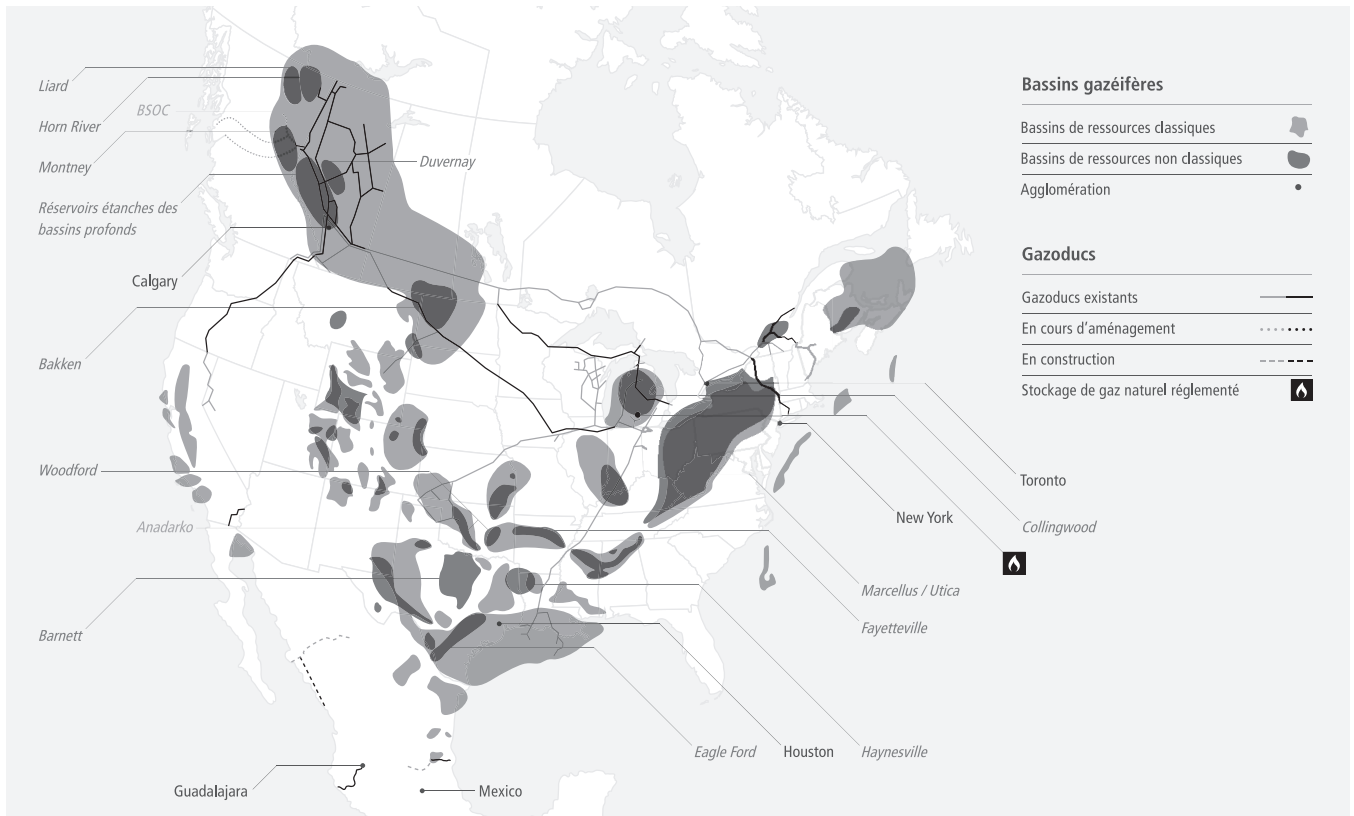 Liard
BSOC
Horn River
Montney
Duvernay
Réservoirs étanches des
bassins profonds
Calgary
Bakken
Woodford
Anadarko
Barnett
Guadalajara
Mexico
Eagle Ford
Houston
Haynesville
Fayetteville
Marcellus / Utica
New York
Collingwood
Toronto
Bassins gazéifères
Bassins de ressources classiques
Bassins de ressources non classiques
Agglomération
Gazoducs
Gazoducs existants
En cours d’aménagement
En construction
Stockage de gaz naturel réglementé